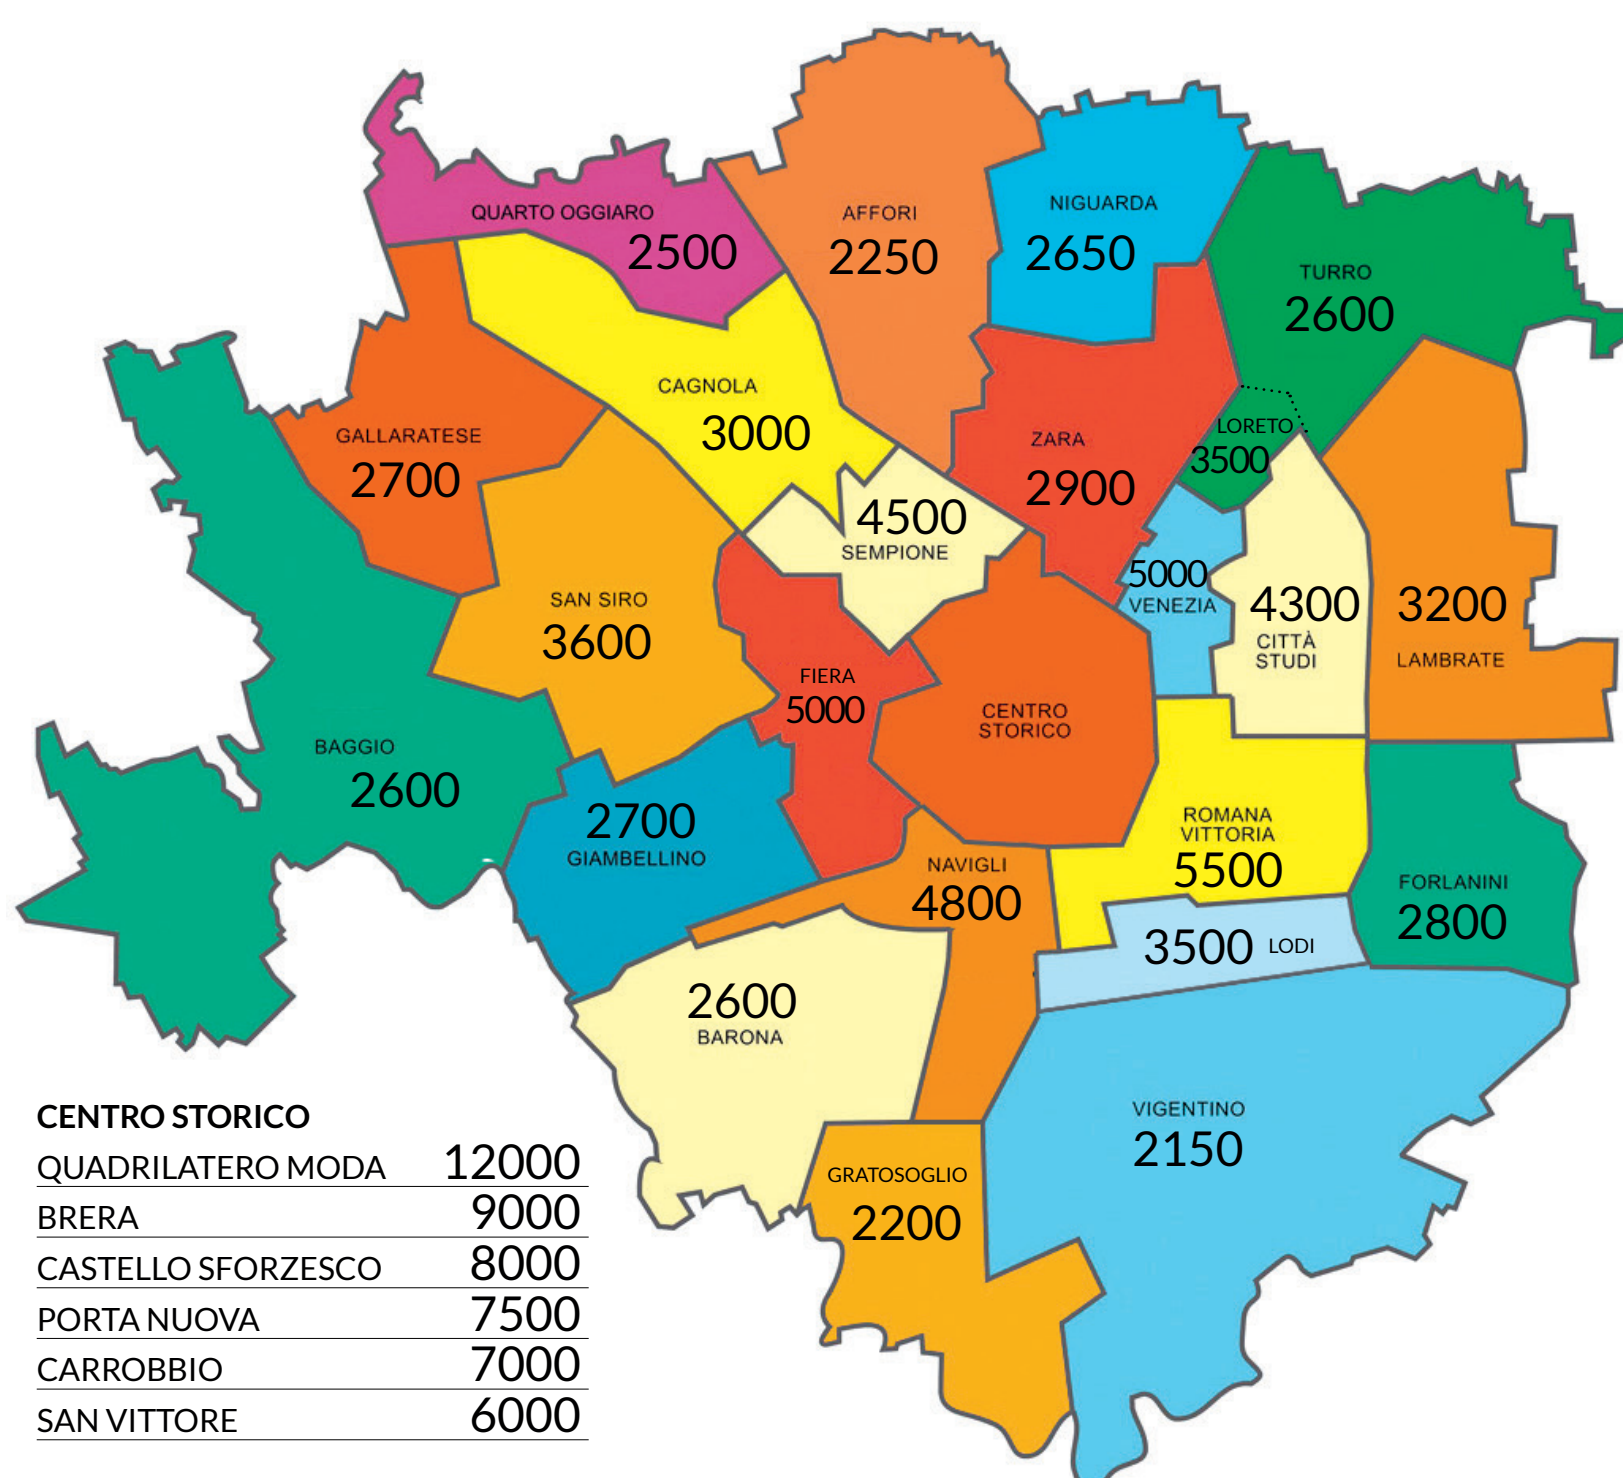 QUARTO OGGIARO
2500
AFFORI
2250
NIGUARDA
2650
TURRO
2600
CAGNOLA
3000
GALLARATESE
2700
ZARA
2900
LORETO
3500
4500
SEMPIONE
5000
VENEZIA
4300
CITTÀ
STUDI
3200
LAMBRATE
SAN SIRO
3600
FIERA
5000
CENTRO
STORICO
BAGGIO
2600
2700
GIAMBELLINO
NAVIGLI
4800
ROMANA
VITTORIA
5500
FORLANINI
2800
3500 LODI
2600
BARONA
VIGENTINO
2150
GRATOSOGLIO
2200
CENTRO STORICO
QUADRILATERO MODA 12000
BRERA 9000
CASTELLO SFORZESCO 8000
PORTA NUOVA 7500
CARROBBIO 7000
SAN VITTORE 6000